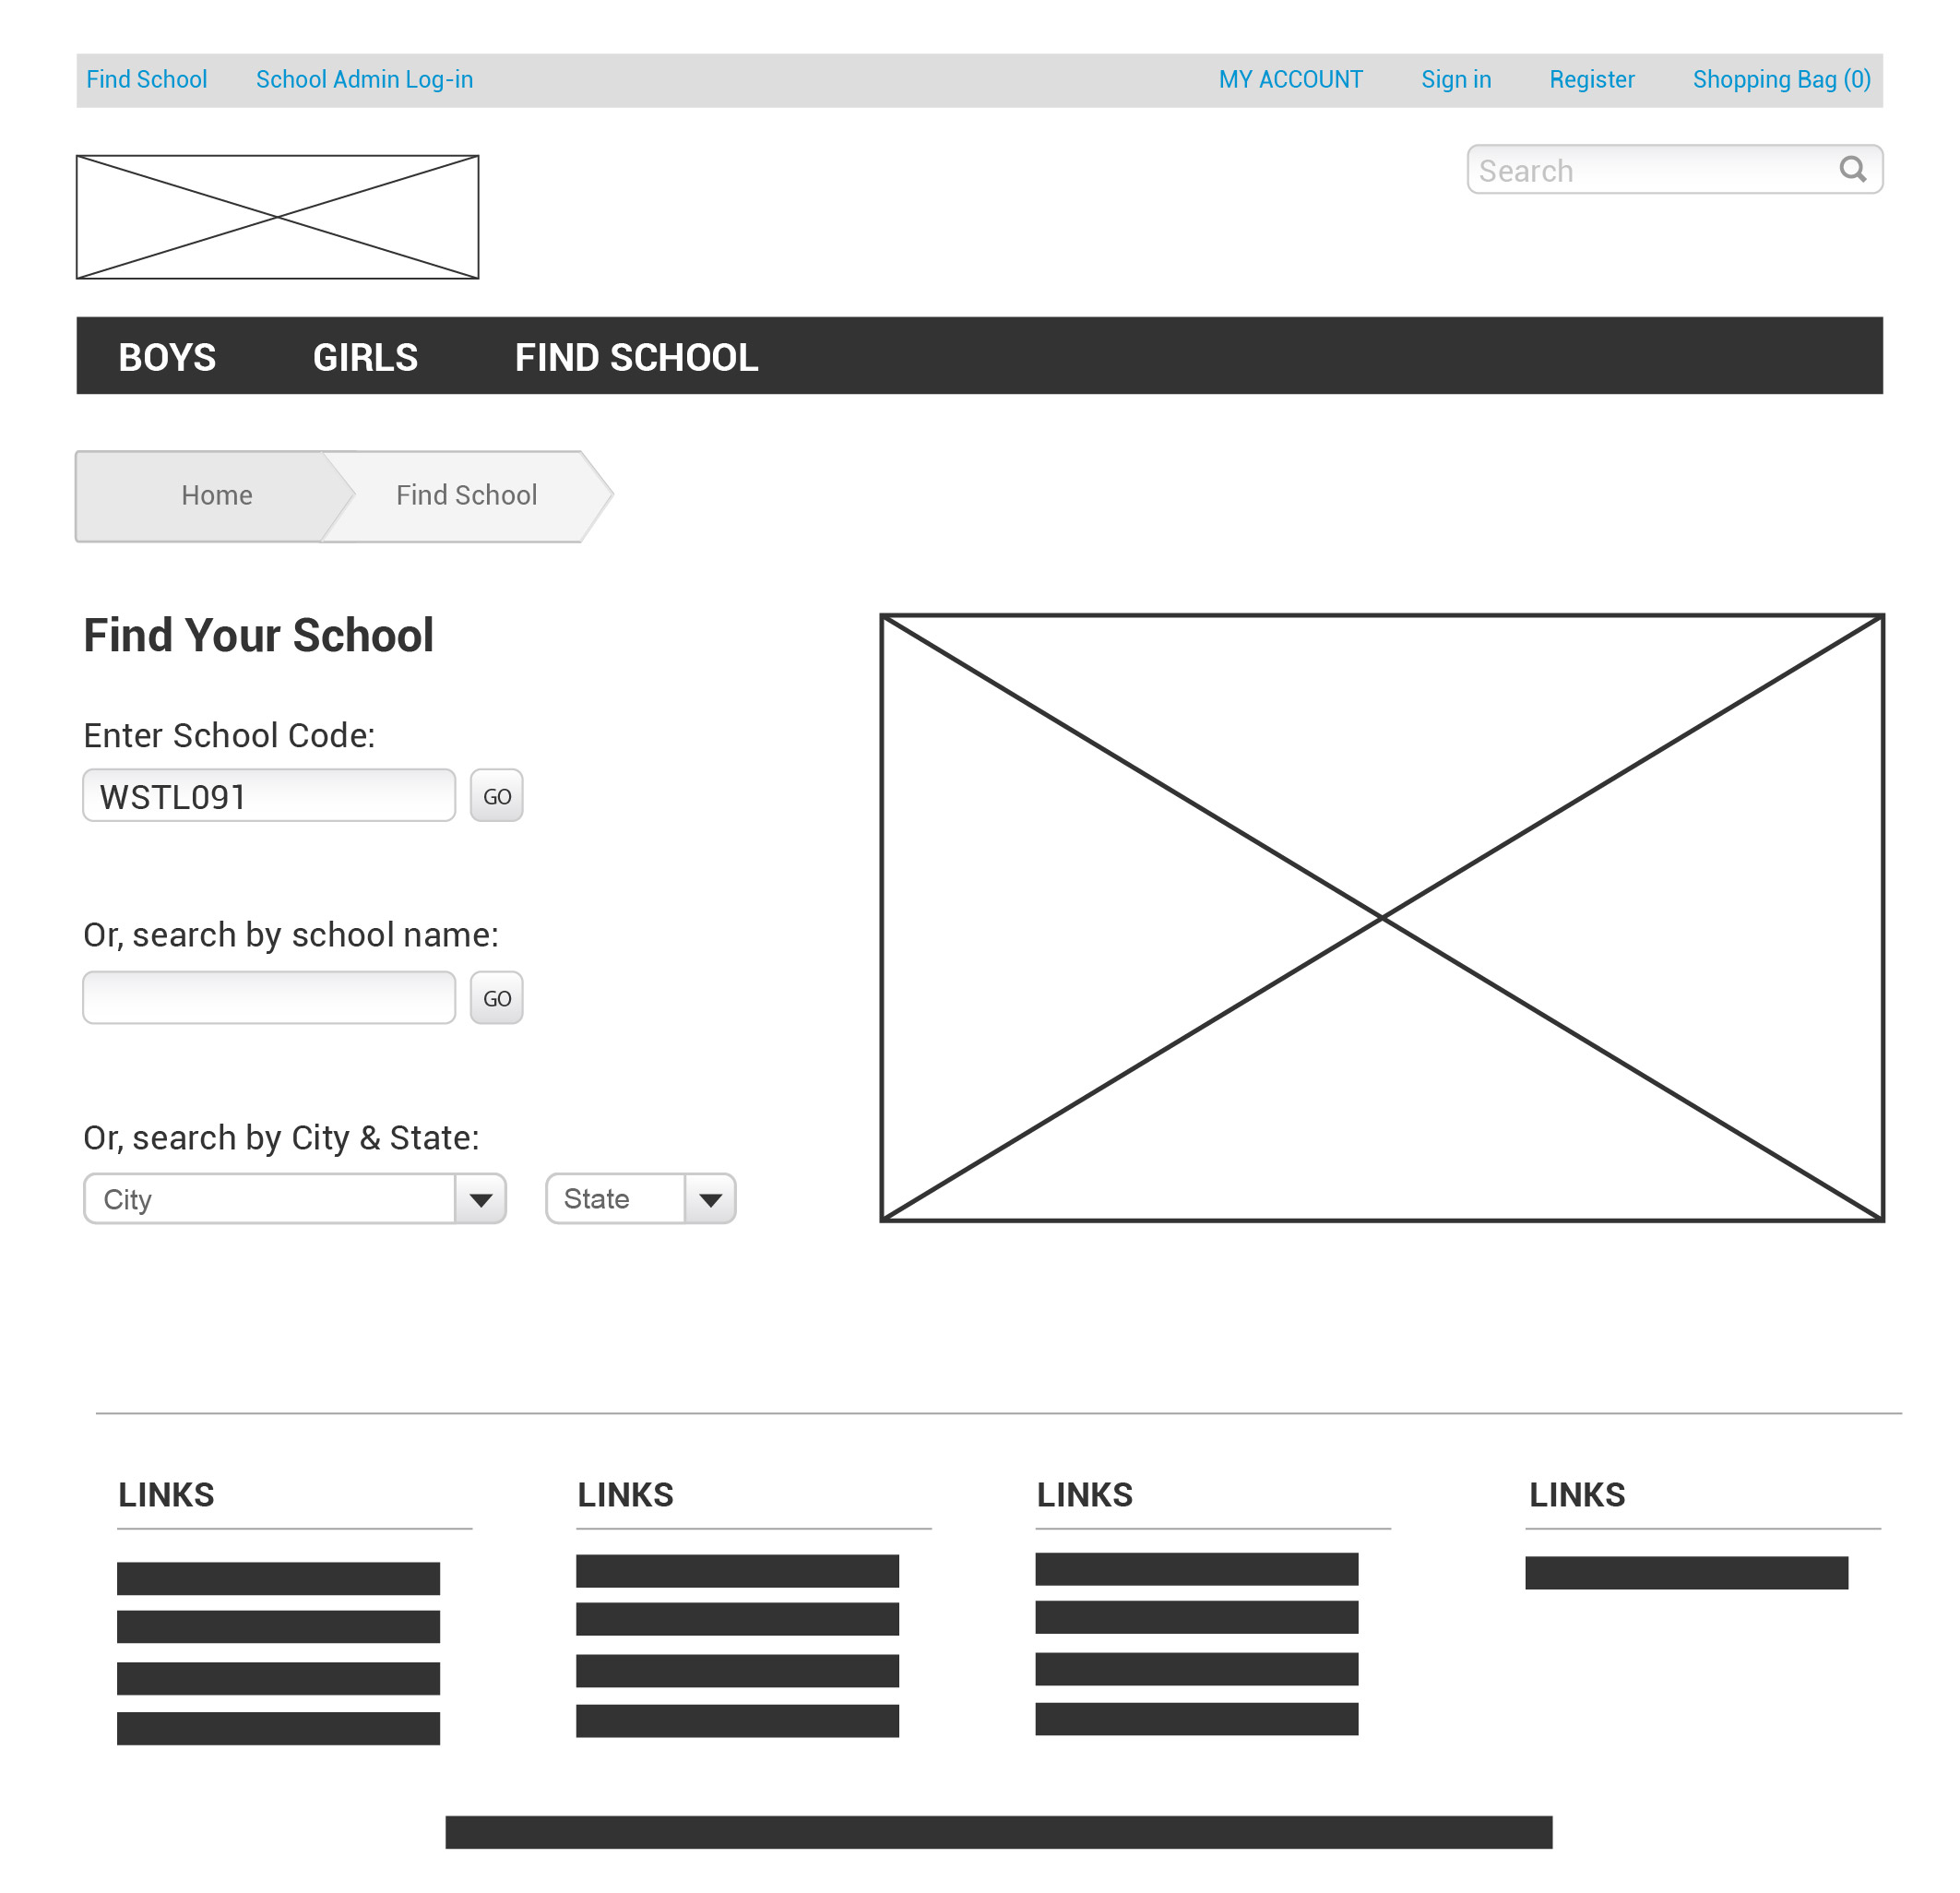 Find School School Admin Log-in MY ACCOUNT Sign in Register Shopping Bag (0)
Search
BOYS GIRLS FIND SCHOOL
Home Find School
Find Your School
Enter School Code:
WSTL091 GO
Or, search by school name:
GO
Or, search by City & State:
City State
LINKS LINKS LINKS LINKS